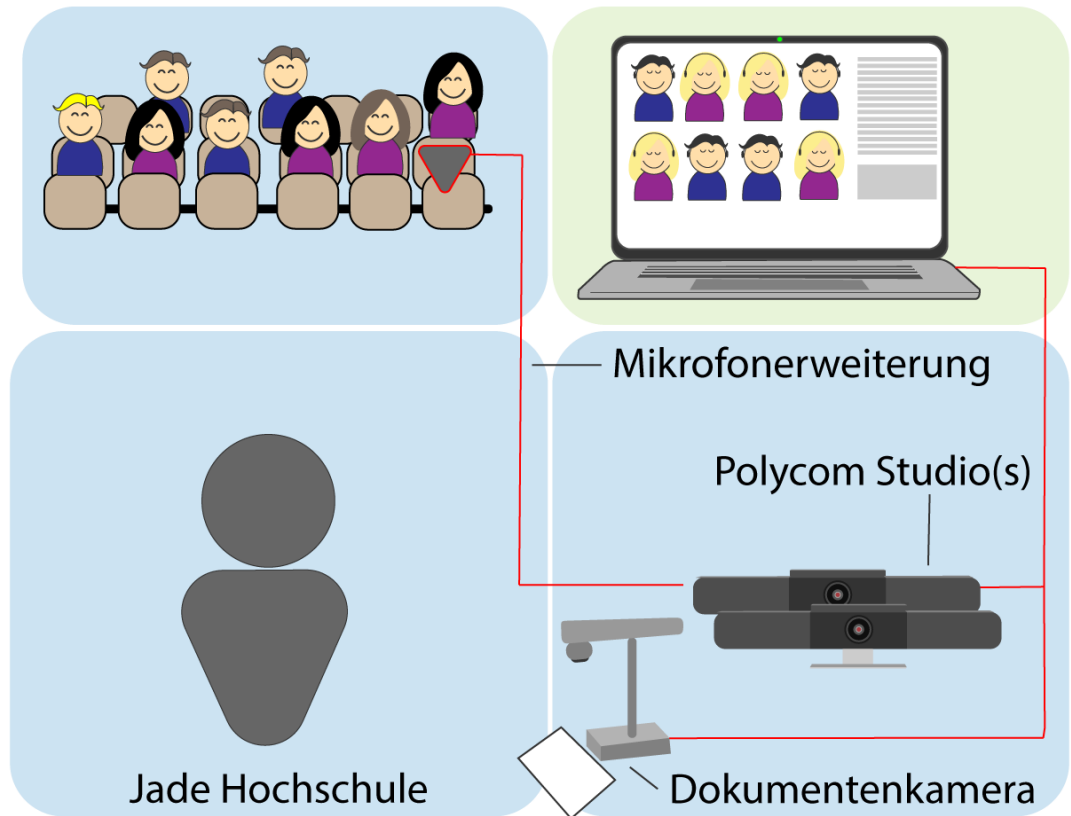 Mikrofonerweiterung
Polycom Studio(s)
Jade Hochschule
Dokumentenkamera